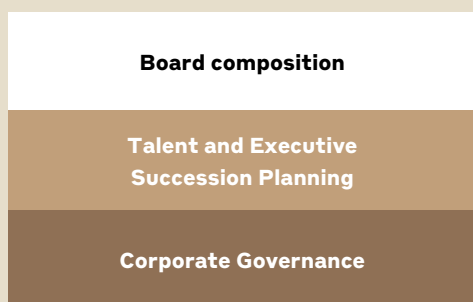 Board composition
Talent and Executive
Succession Planning
Corporate Governance